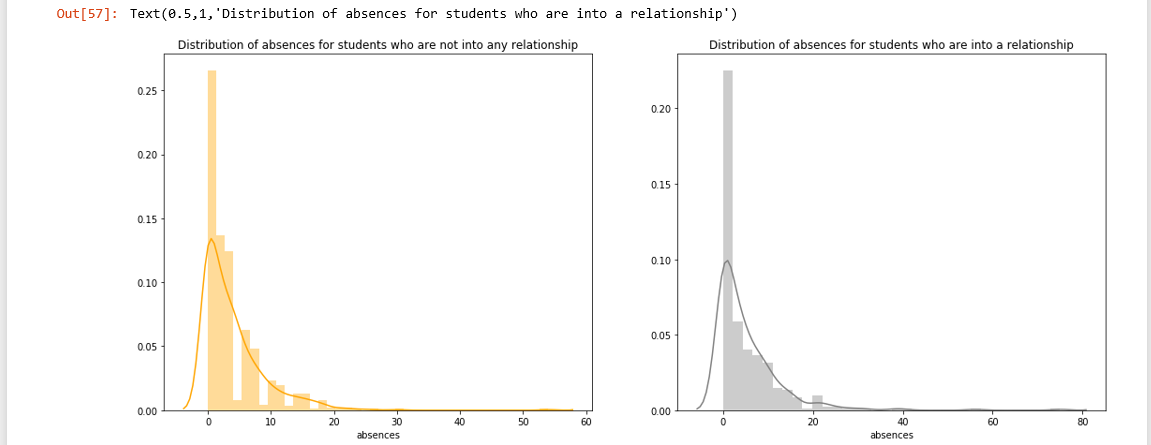 Out[57]: Text(0.5,1,'Distribution of absences for students who are into a relationship')
Distribution of absences for students who are not into any relationship
0.25
0.20
0.15
0.10
0.05
0.00
0 10 20 30 40 50 60
absences
Distribution of absences for students who are into a relationship
0.20
0.15
0.10
0.05
0.00
0 20 40 60 80
absences